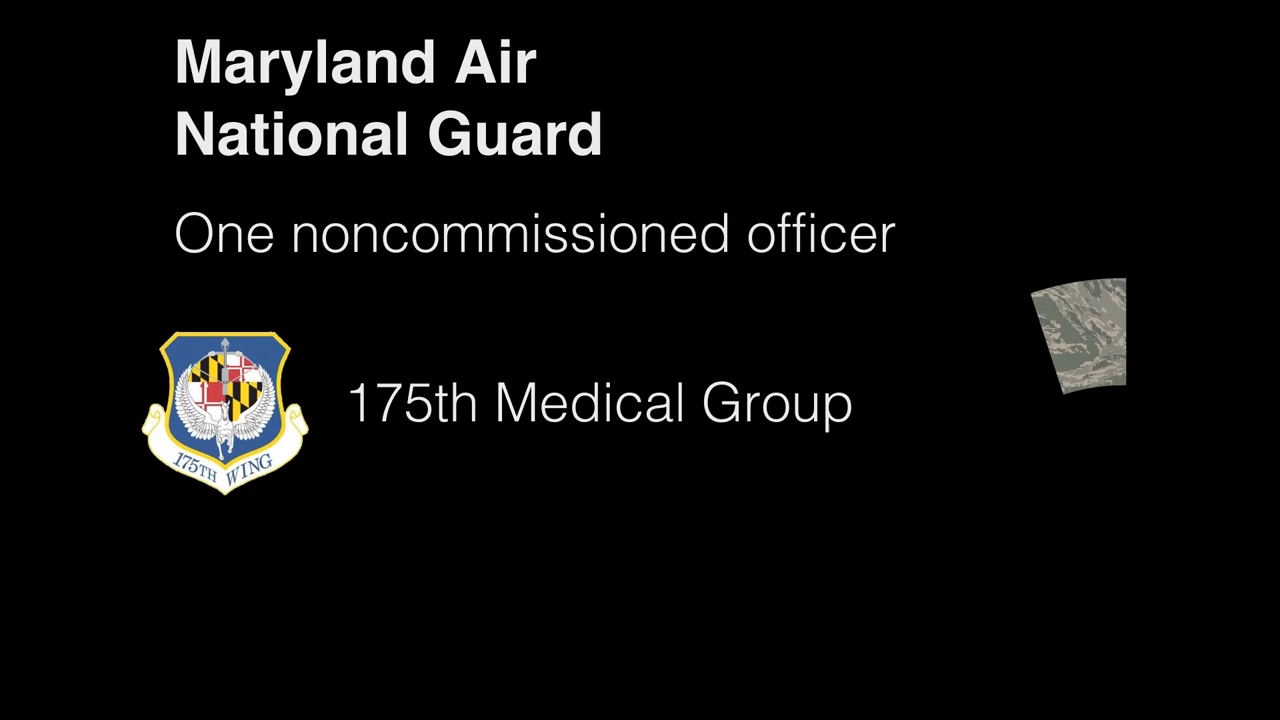 Maryland Air
National Guard
One noncommissioned officer
175th Medical Group
175TH WING